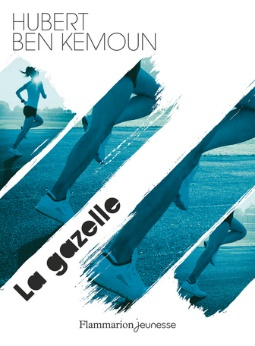 HUBERT
BEN KEMOUN
La gazelle
Flammarion jeunesse